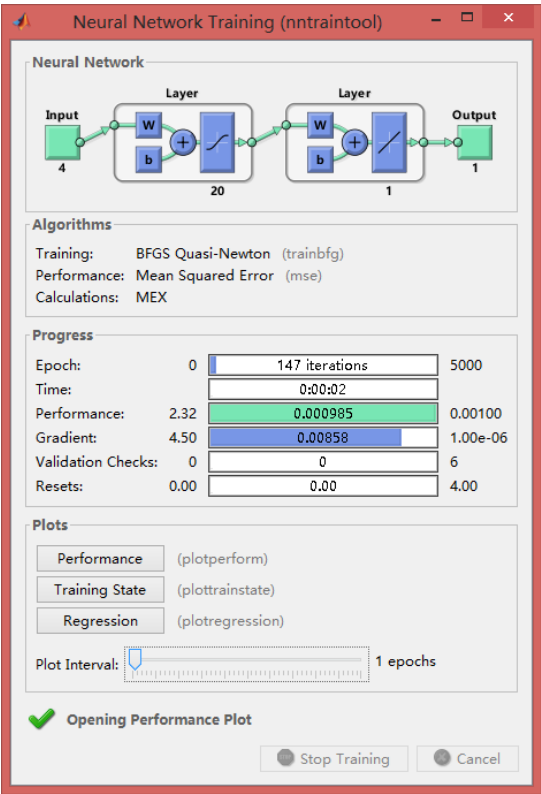 Neural Network Training (nntraintool)
Neural Network
Layer Layer
Input Output
W W
b b
4 1
20 1
Algorithms
Training: BFGS Quasi-Newton (trainbfg)
Performance: Mean Squared Error (mse)
Calculations: MEX
Progress
Epoch: 0 147 iterations 5000
Time: 0:00:02
Performance: 2.32 0.000985 0.00100
Gradient: 4.50 0.00858 1.00e-06
Validation Checks: 0 0 6
Resets: 0.00 0.00 4.00
Plots
Performance (plotperform)
Training State (plottrainstate)
Regression (plotregression)
Plot Interval: 1 epochs
Opening Performance Plot
Stop Training Cancel